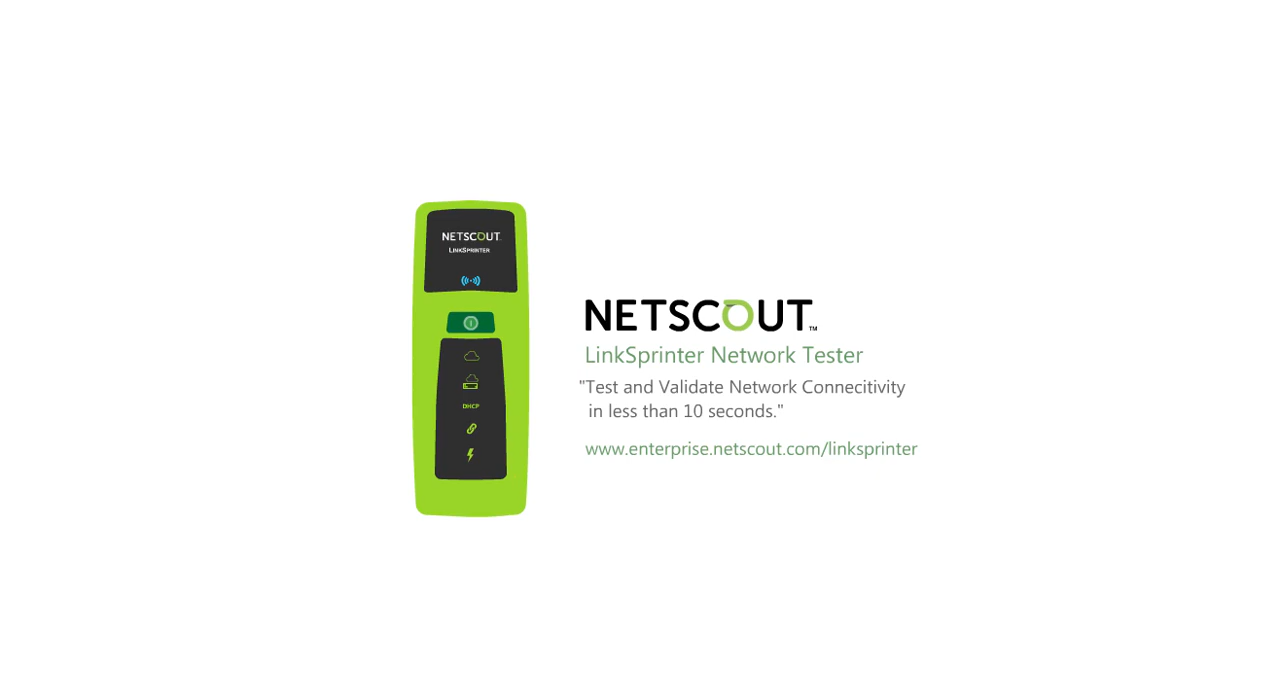 NETSCOUT
LINKSPRINTER
DHCP
NETSCOUT™
LinkSprinter Network Tester
"Test and Validate Network Connecitivity
in less than 10 seconds."
www.enterprise.netscout.com/linksprinter